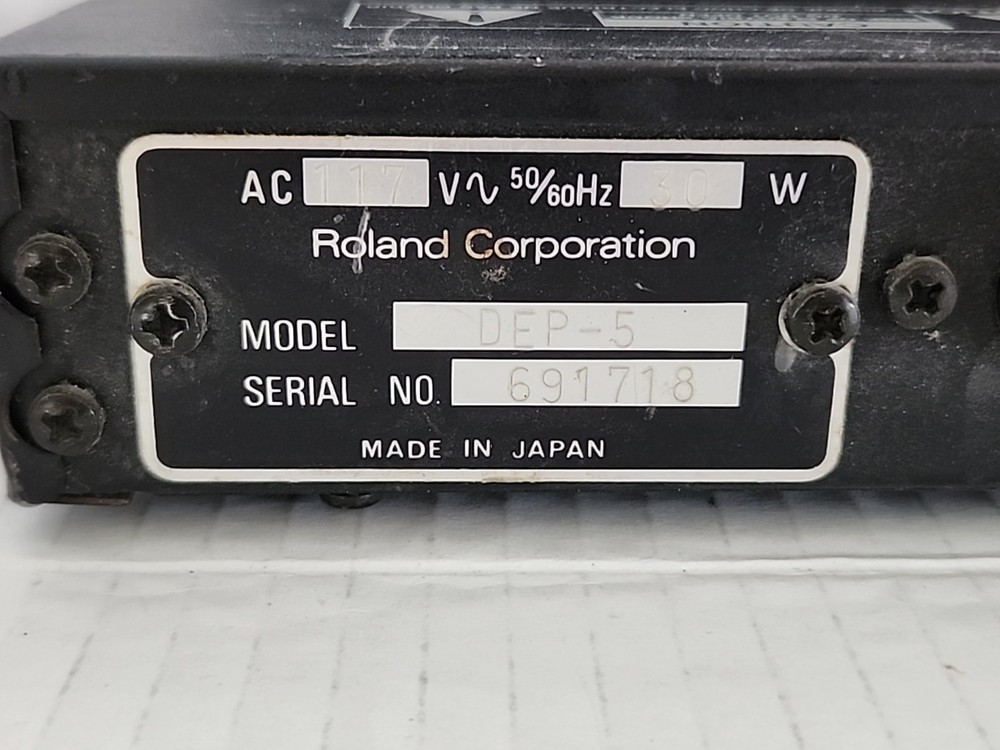 AC 117 V∿ 50/60Hz 30 W
Roland Corporation
MODEL DEP-5
SERIAL NO. 691718
MADE IN JAPAN